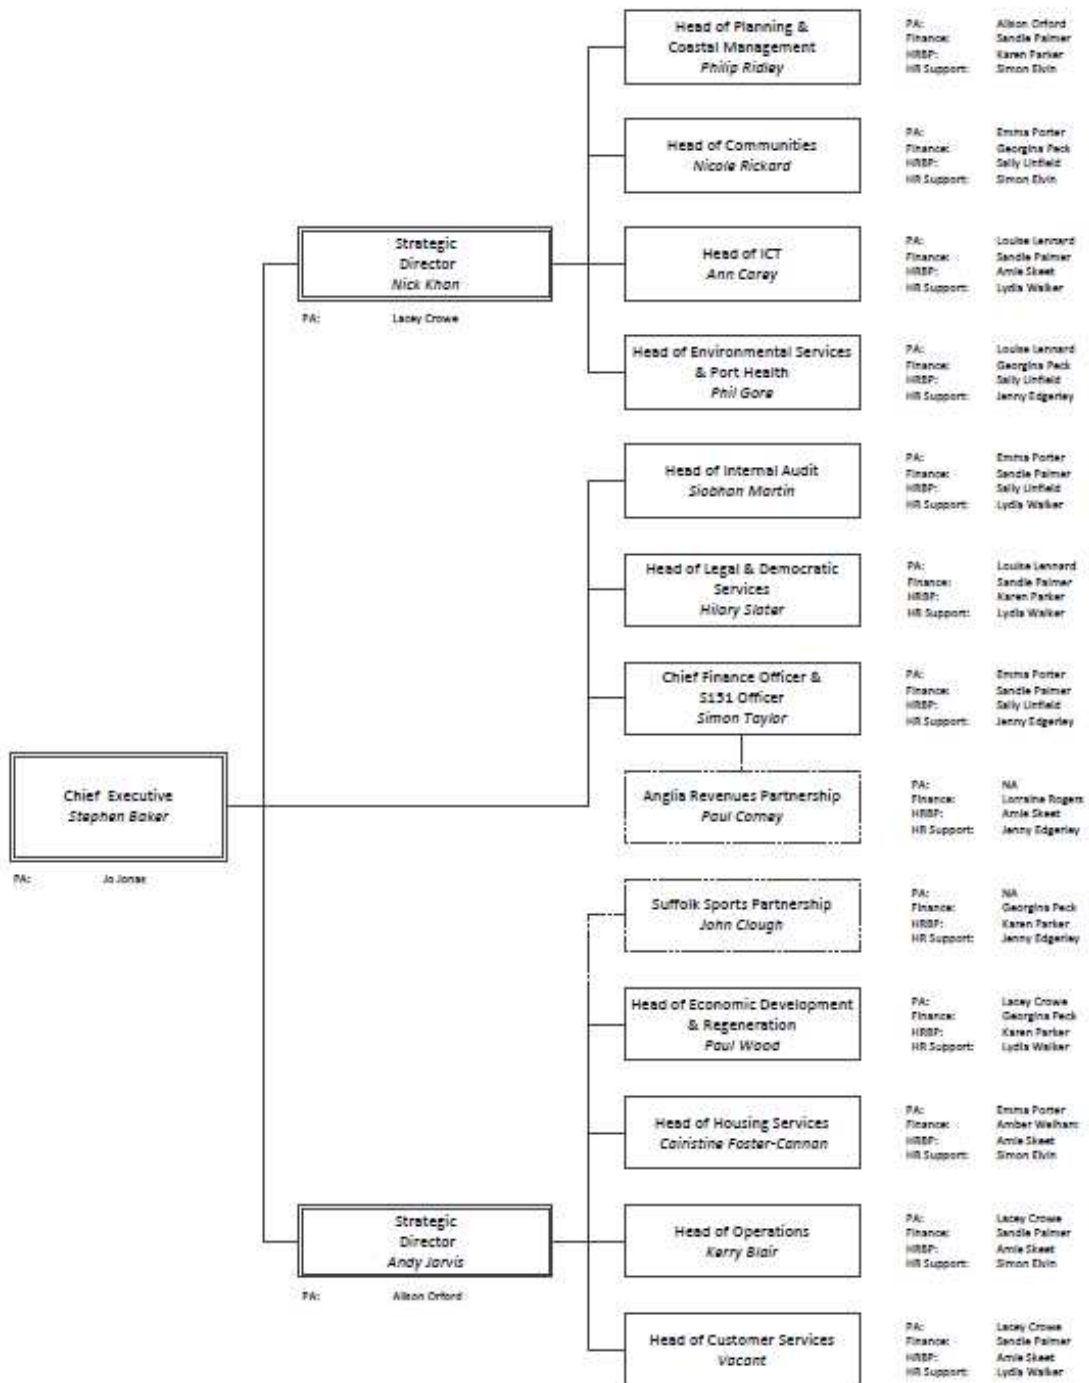 Head of Planning &
Coastal Management
Philip Ridley
PA: Alison Orford
Finance: Sandie Palmer
HRBP: Karen Parker
HR Support: Simon Elvin
Head of Communities
Nicole Rickard
PA: Emma Porter
Finance: Georgina Peck
HRBP: Sally Linfield
HR Support: Simon Elvin
Strategic
Director
Nick Khan
PA: Lacey Crowe
Head of ICT
Ann Carey
PA: Louise Lennard
Finance: Sandie Palmer
HRBP: Amie Skeet
HR Support: Lydia Walker
Head of Environmental Services
& Port Health
Phil Gore
PA: Louise Lennard
Finance: Georgina Peck
HRBP: Sally Linfield
HR Support: Jenny Edgerley
Head of Internal Audit
Siobhan Martin
PA: Emma Porter
Finance: Sandie Palmer
HRBP: Sally Linfield
HR Support: Lydia Walker
Head of Legal & Democratic
Services
Hilary Slater
PA: Louise Lennard
Finance: Sandie Palmer
HRBP: Karen Parker
HR Support: Lydia Walker
Chief Finance Officer &
S151 Officer
Simon Taylor
PA: Emma Porter
Finance: Sandie Palmer
HRBP: Sally Linfield
HR Support: Jenny Edgerley
Chief Executive
Stephen Baker
PA: Jo Jones
Anglia Revenues Partnership
Paul Corney
PA: NA
Finance: Lorraine Rogers
HRBP: Amie Skeet
HR Support: Jenny Edgerley
Suffolk Sports Partnership
John Clough
PA: NA
Finance: Georgina Peck
HRBP: Karen Parker
HR Support: Jenny Edgerley
Head of Economic Development
& Regeneration
Paul Wood
PA: Lacey Crowe
Finance: Georgina Peck
HRBP: Karen Parker
HR Support: Lydia Walker
Head of Housing Services
Cairistine Foster-Cannan
PA: Emma Porter
Finance: Amber Welham
HRBP: Amie Skeet
HR Support: Simon Elvin
Strategic
Director
Andy Jarvis
PA: Alison Orford
Head of Operations
Kerry Blair
PA: Lacey Crowe
Finance: Sandie Palmer
HRBP: Amie Skeet
HR Support: Simon Elvin
Head of Customer Services
Vacant
PA: Lacey Crowe
Finance: Sandie Palmer
HRBP: Amie Skeet
HR Support: Lydia Walker